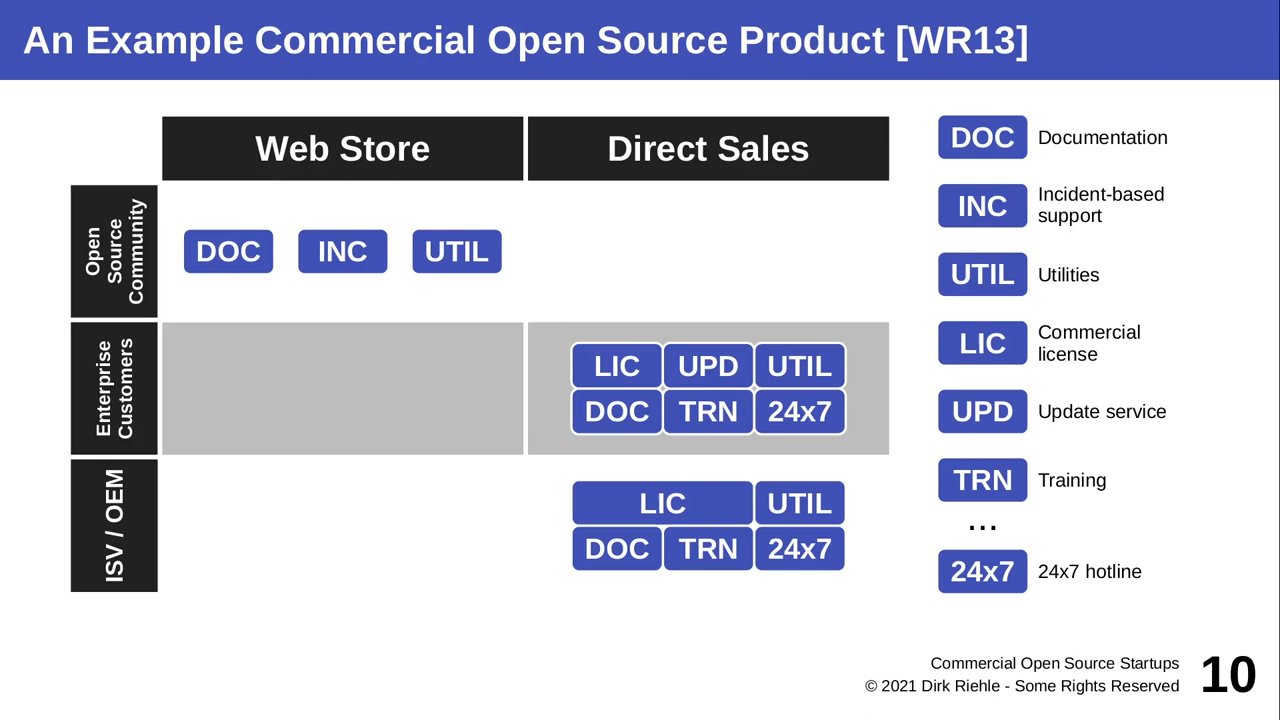 An Example Commercial Open Source Product [WR13]
Web Store
Direct Sales
Open
Source
Community
DOC
INC
UTIL
Enterprise
Customers
LIC
UPD
UTIL
DOC
TRN
24x7
ISV / OEM
LIC
UTIL
DOC
TRN
24x7
DOC
Documentation
INC
Incident-based
support
UTIL
Utilities
LIC
Commercial
license
UPD
Update service
TRN
Training
...
24x7
24x7 hotline
Commercial Open Source Startups
© 2021 Dirk Riehle - Some Rights Reserved
10